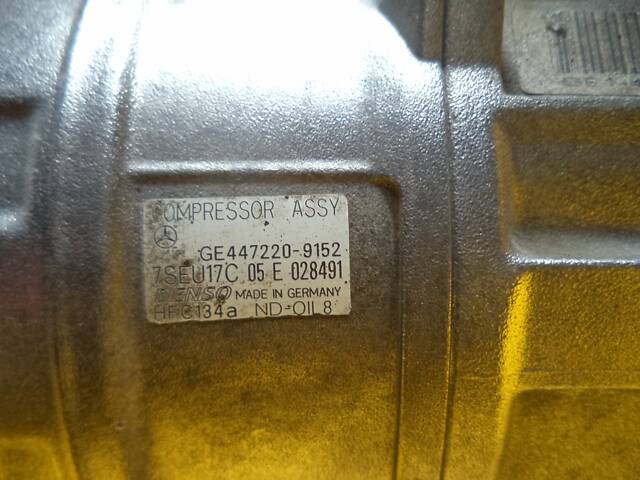 COMPRESSOR ASSY
GE447220-9152
7SEU17C 05 E 028491
DENSO MADE IN GERMANY
HFC134a ND-OIL 8